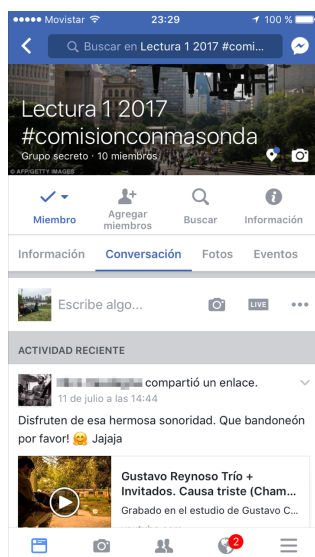 Movistar 23:29 100 %
Buscar en Lectura 1 2017 #comi...
Lectura 1 2017
#comisionconmasonda
Grupo secreto · 10 miembros
© AFP/GETTY IMAGES
Miembro
Agregar
miembros
Buscar
Información
Información Conversación Fotos Eventos
Escribe algo...
LIVE
ACTIVIDAD RECIENTE
compartió un enlace.
11 de julio a las 14:44
Disfruten de esa hermosa sonoridad. Que bandoneón
por favor! 🤗 Jajaja
Gustavo Reynoso Trío +
Invitados. Causa triste (Cham...
Grabado en el estudio de Gustavo C...
2